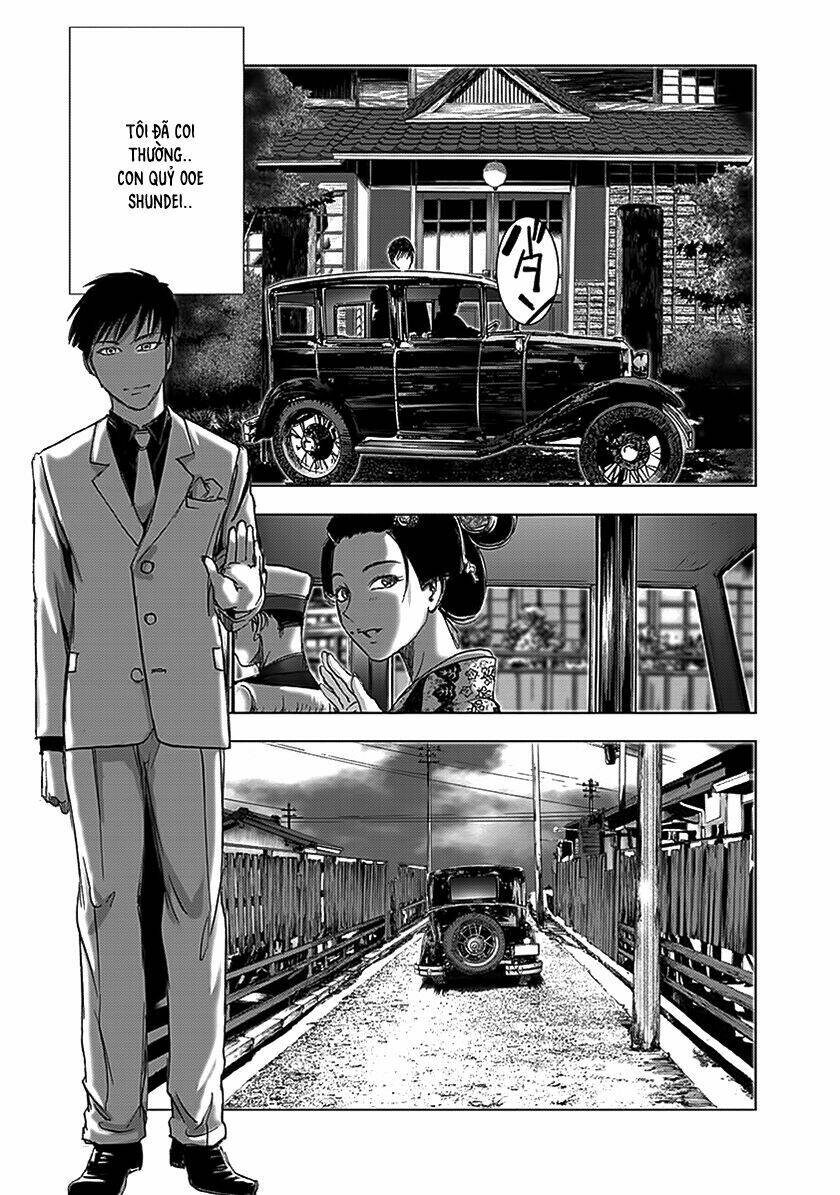 TÔI ĐÃ COI
THƯỜNG..
CON QUỶ OOE
SHUNDEI..
バタン